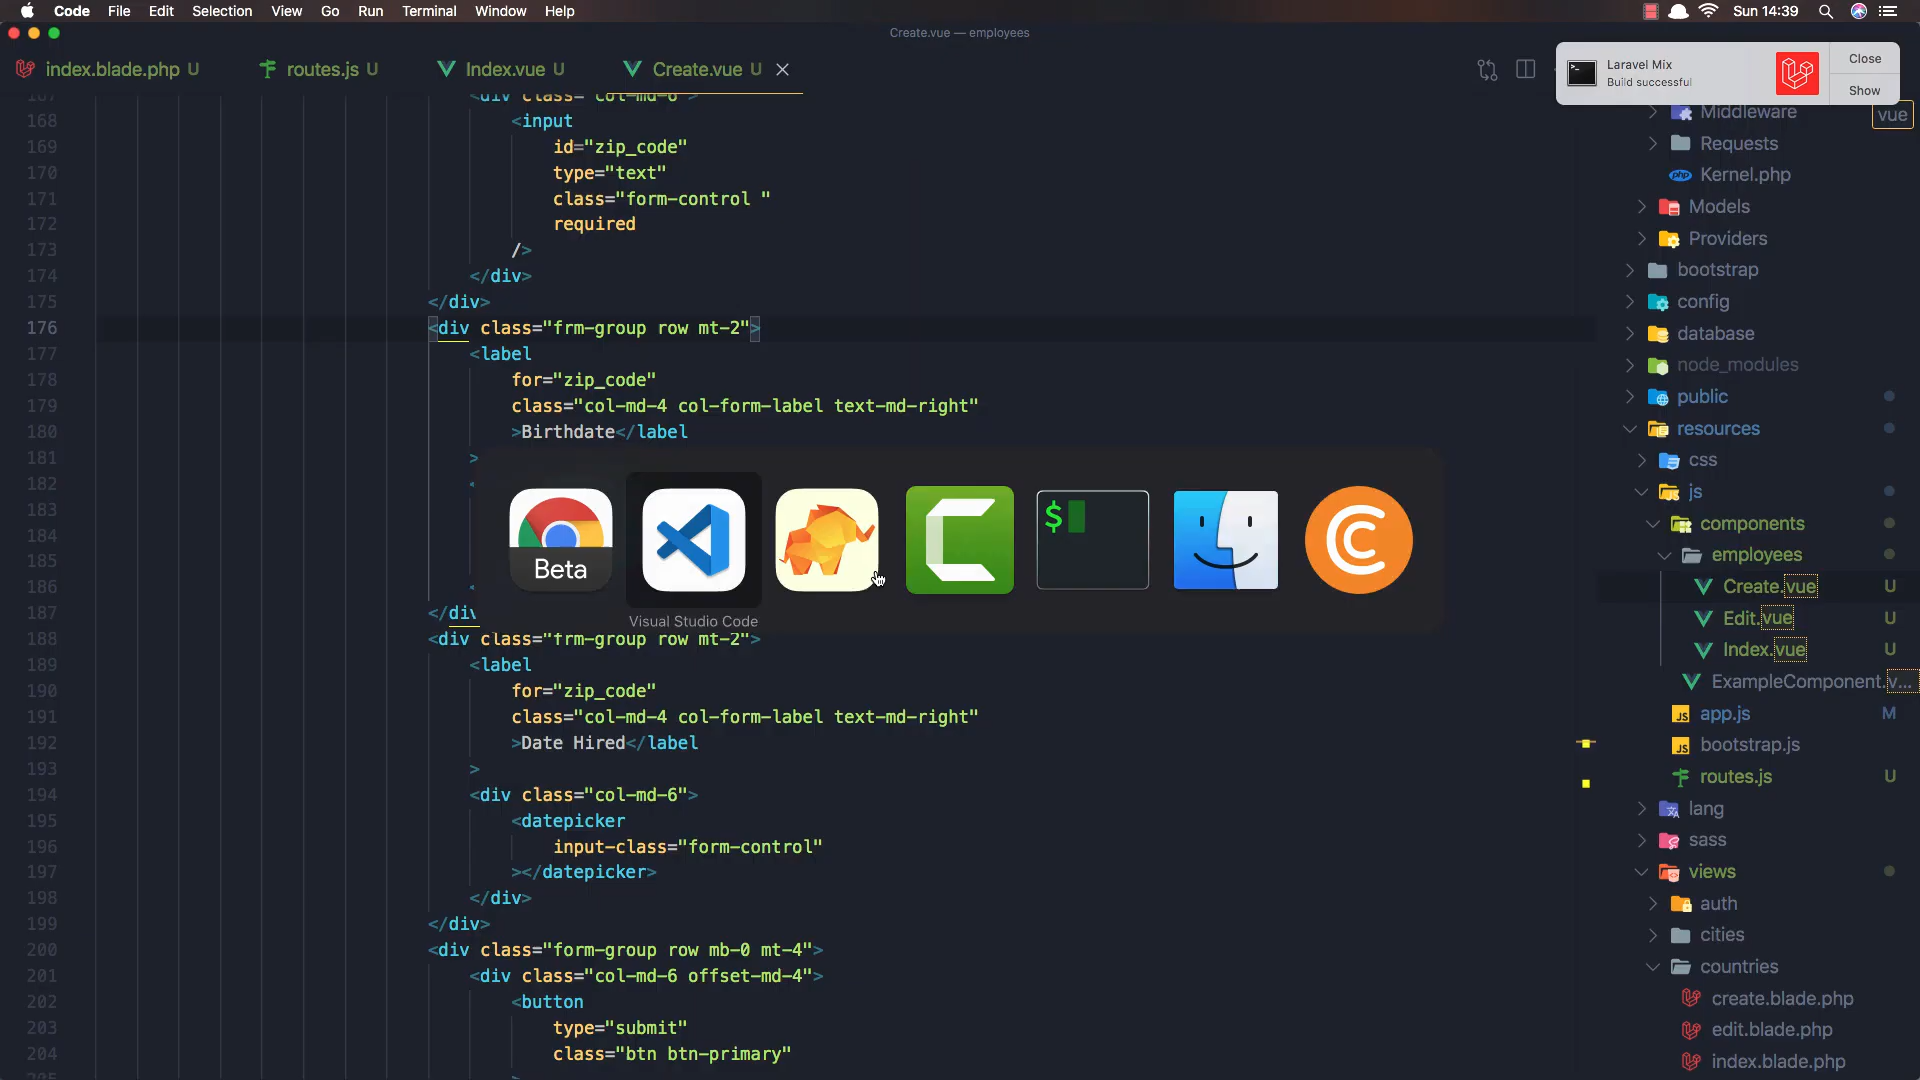 Code File Edit Selection View Go Run Terminal Window Help
Sun 14:39
Create.vue — employees
index.blade.php U
routes.js U
Index.vue U
Create.vue U
Laravel Mix
Build successful
Close
Show
167 <div class="col-md-6">
168 <input
169 id="zip_code"
170 type="text"
171 class="form-control "
172 required
173 />
174 </div>
175 </div>
176 <div class="frm-group row mt-2">
177 <label
178 for="zip_code"
179 class="col-md-4 col-form-label text-md-right"
180 >Birthdate</label
181 >
182 <
183
184
185
186 <
187 </div
188 <div class="frm-group row mt-2">
189 <label
190 for="zip_code"
191 class="col-md-4 col-form-label text-md-right"
192 >Date Hired</label
193 >
194 <div class="col-md-6">
195 <datepicker
196 input-class="form-control"
197 ></datepicker>
198 </div>
199 </div>
200 <div class="form-group row mb-0 mt-4">
201 <div class="col-md-6 offset-md-4">
202 <button
203 type="submit"
204 class="btn btn-primary"
Beta
$
Visual Studio Code
vue
Middleware
Requests
php Kernel.php
Models
Providers
bootstrap
config
database
node_modules
public
resources
css
js
components
employees
Create.vue U
Edit.vue U
Index.vue U
ExampleComponent.v...
JS app.js M
JS bootstrap.js
routes.js U
lang
sass
views
auth
cities
countries
create.blade.php
edit.blade.php
index.blade.php